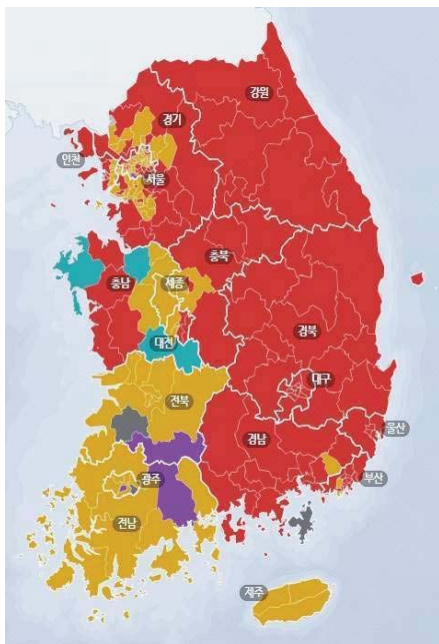 강원
경기
인천
서울
충북
충남
세종
경북
대전
대구
전북
울산
경남
부산
광주
전남
제주